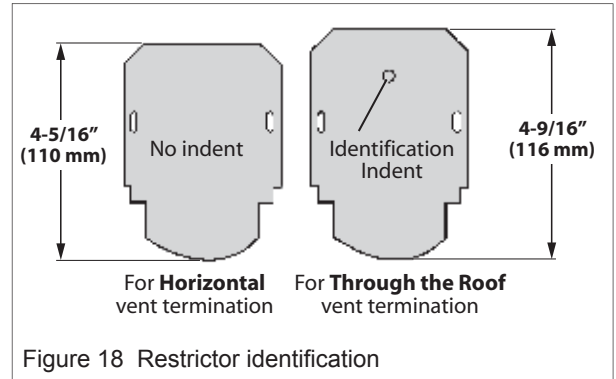 4-5/16"
(110 mm)
No indent
Identification
Indent
4-9/16"
(116 mm)
For Horizontal
vent termination
For Through the Roof
vent termination
Figure 18 Restrictor identification